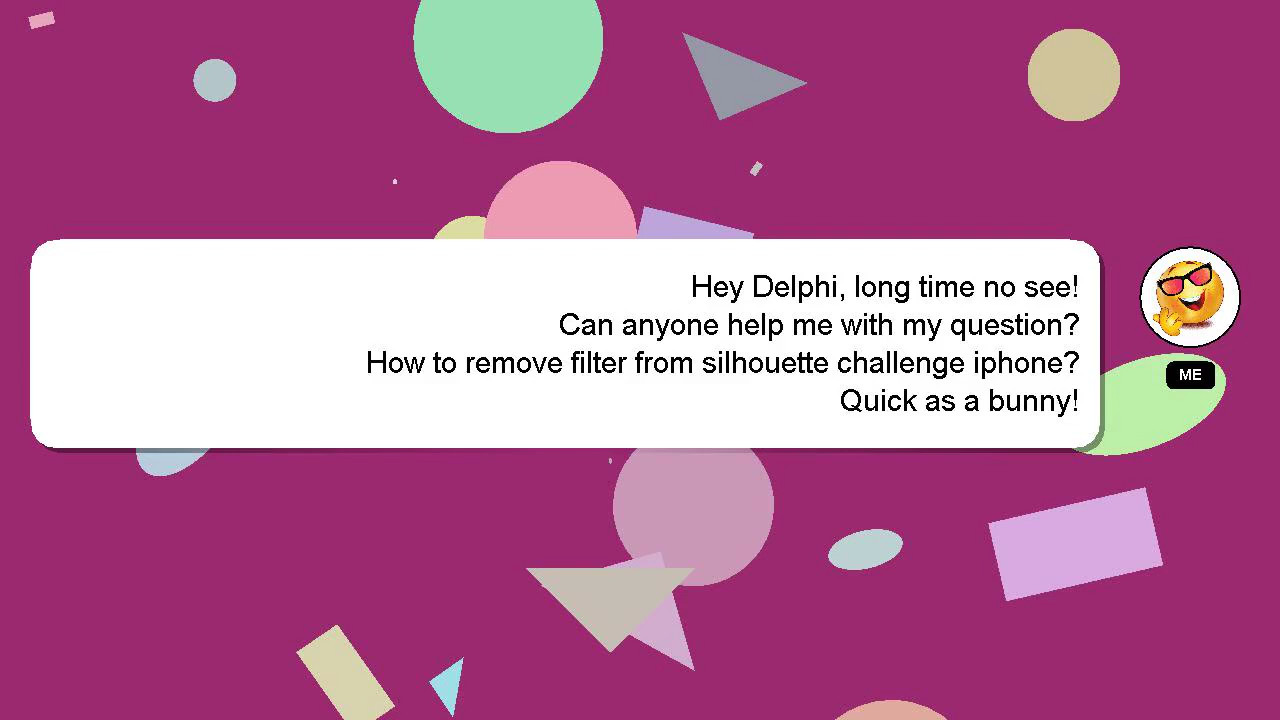 Hey Delphi, long time no see!
Can anyone help me with my question?
How to remove filter from silhouette challenge iphone?
Quick as a bunny!
ME